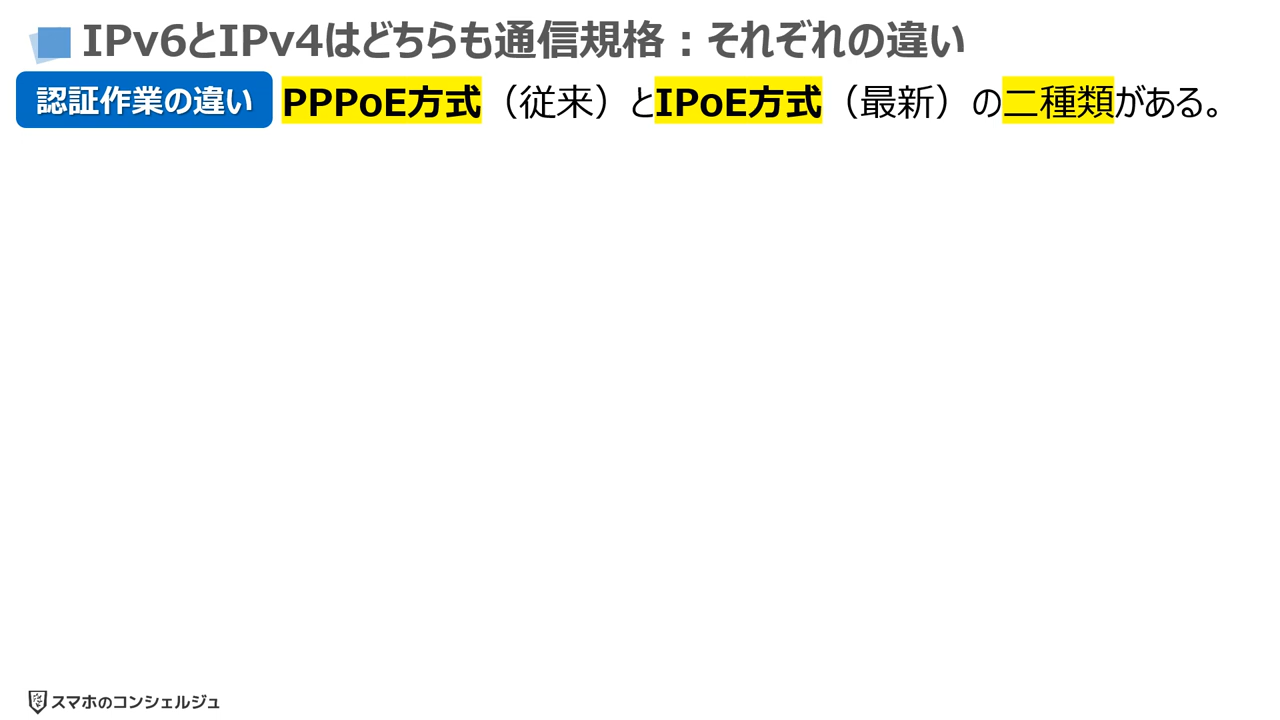 IPv6とIPv4はどちらも通信規格：それぞれの違い
認証作業の違い PPPoE方式（従来）とIPoE方式（最新）の二種類がある。
スマホのコンシェルジュ